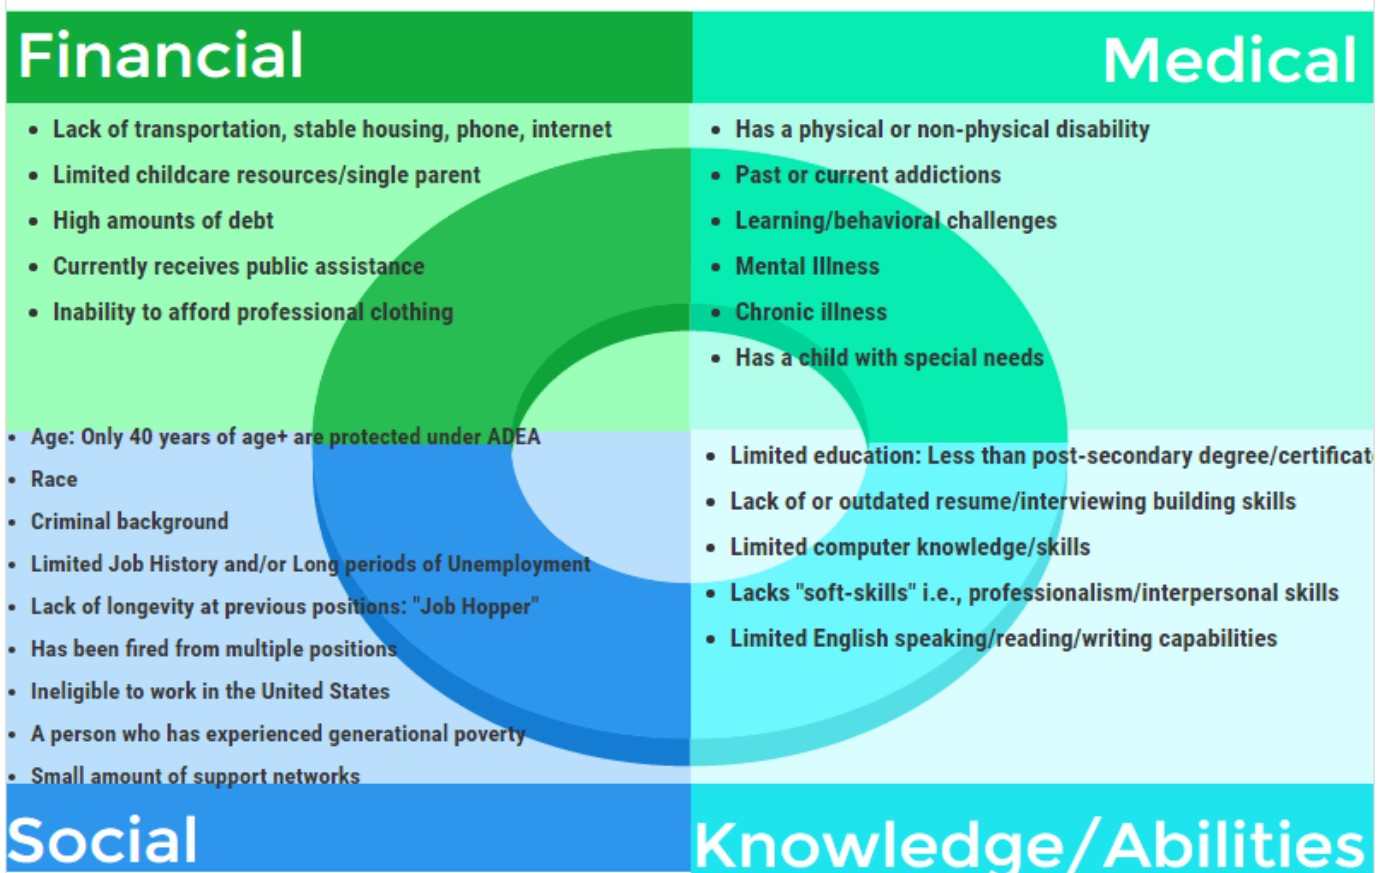 Financial
Lack of transportation, stable housing, phone, internet
Limited childcare resources/single parent
High amounts of debt
Currently receives public assistance
Inability to afford professional clothing
Medical
Has a physical or non-physical disability
Past or current addictions
Learning/behavioral challenges
Mental Illness
Chronic illness
Has a child with special needs
Age: Only 40 years of age+ are protected under ADEA
Race
Criminal background
Limited Job History and/or Long periods of Unemployment
Lack of longevity at previous positions: "Job Hopper"
Has been fired from multiple positions
Ineligible to work in the United States
A person who has experienced generational poverty
Small amount of support networks
Social
Limited education: Less than post-secondary degree/certificat
Lack of or outdated resume/interviewing building skills
Limited computer knowledge/skills
Lacks "soft-skills" i.e., professionalism/interpersonal skills
Limited English speaking/reading/writing capabilities
Knowledge/Abilities